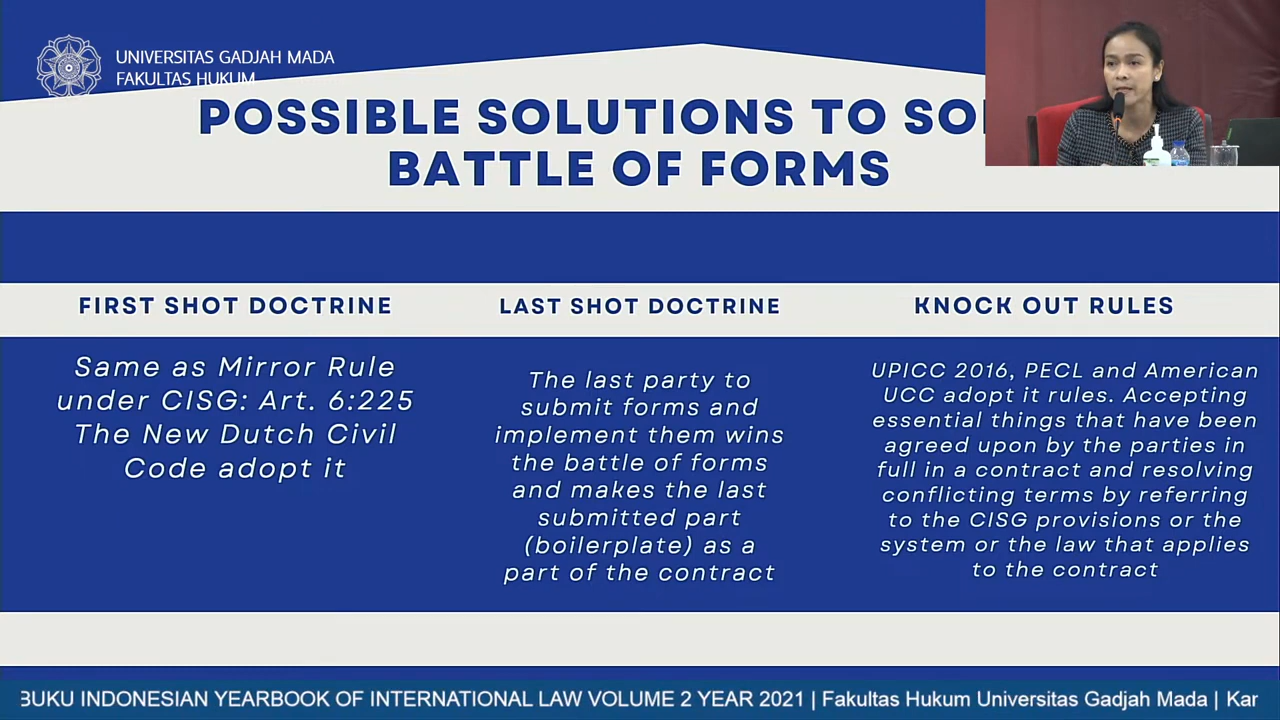 UNIVERSITAS GADJAH MADA
FAKULTAS HUKUM
POSSIBLE SOLUTIONS TO
BATTLE OF FORMS
FIRST SHOT DOCTRINE
Same as Mirror Rule
under CISG: Art. 6:225
The New Dutch Civil
Code adopt it
LAST SHOT DOCTRINE
The last party to
submit forms and
implement them wins
the battle of forms
and makes the last
submitted part
(boilerplate) as a
part of the contract
KNOCK OUT RULES
UPICC 2016, PECL and American
UCC adopt it rules. Accepting
essential things that have been
agreed upon by the parties in
full in a contract and resolving
conflicting terms by referring
to the CISG provisions or the
system or the law that applies
to the contract
BUKU INDONESIAN YEARBOOK OF INTERNATIONAL LAW VOLUME 2 YEAR 2021 | Fakultas Hukum Universitas Gadjah Mada | Kar